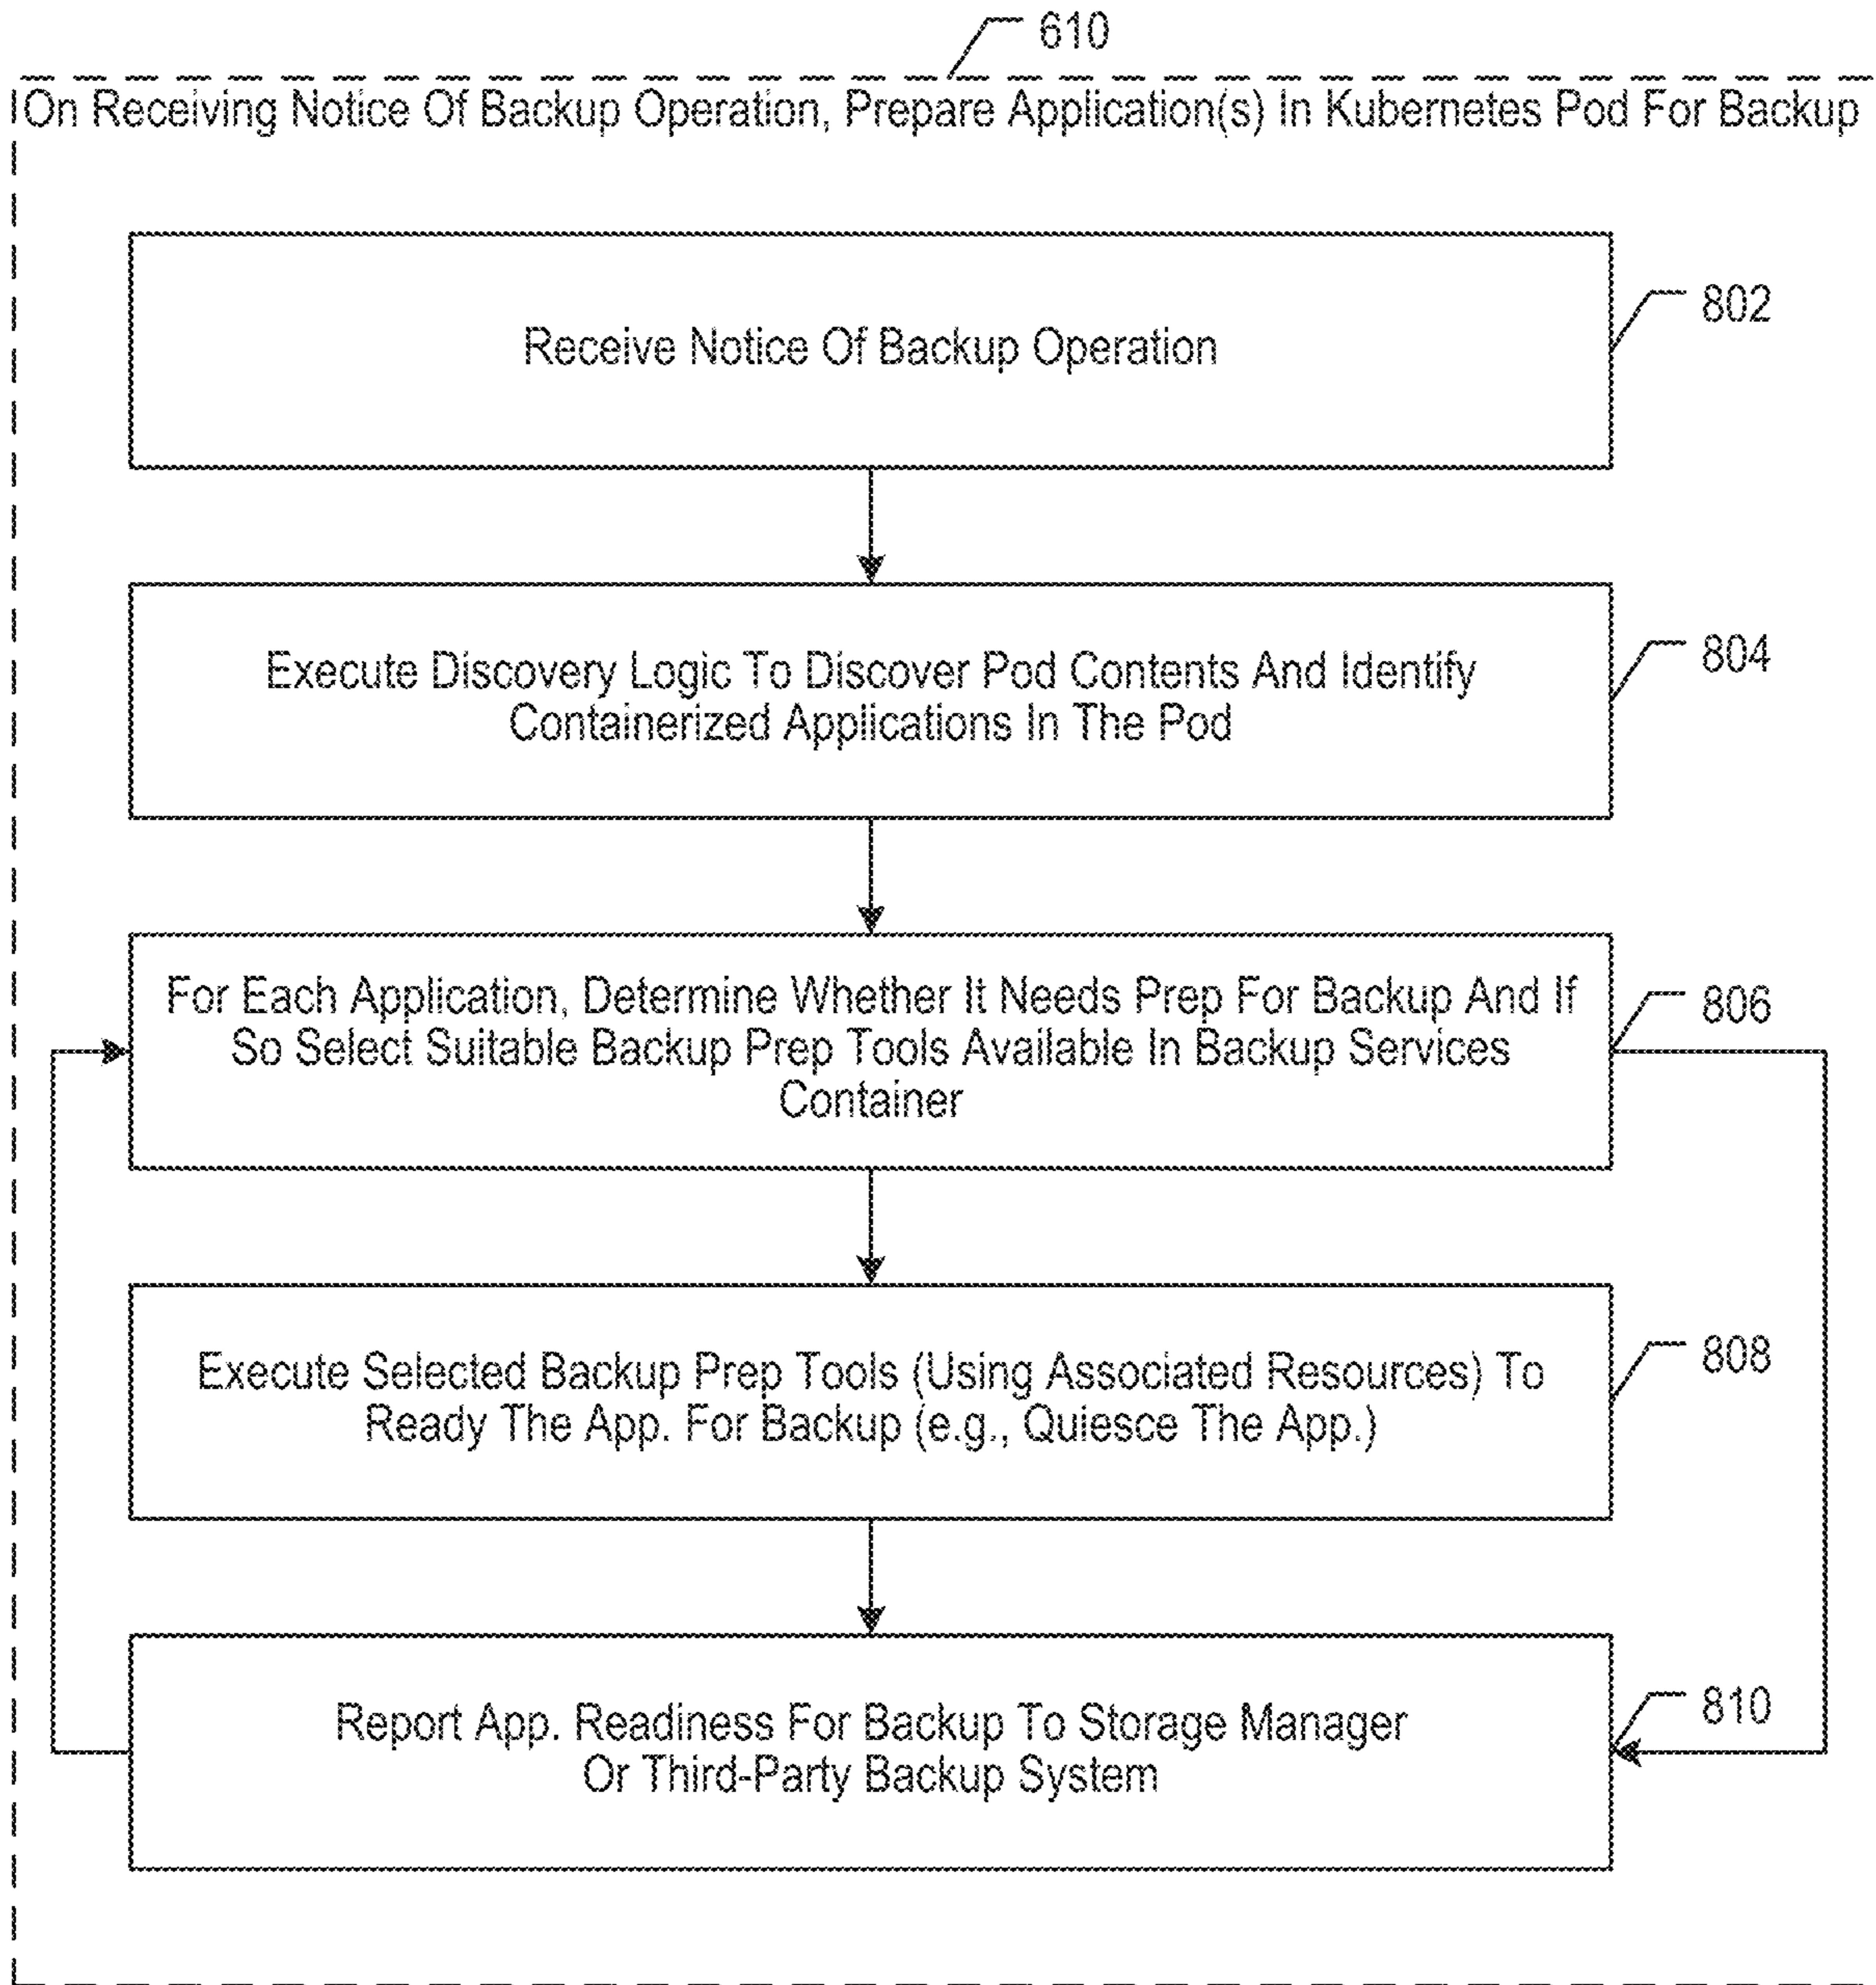 610
On Receiving Notice Of Backup Operation, Prepare Application(s) In Kubernetes Pod For Backup
Receive Notice Of Backup Operation
802
Execute Discovery Logic To Discover Pod Contents And Identify
Containerized Applications In The Pod
804
For Each Application, Determine Whether It Needs Prep For Backup And If
So Select Suitable Backup Prep Tools Available In Backup Services
Container
806
Execute Selected Backup Prep Tools (Using Associated Resources) To
Ready The App. For Backup (e.g., Quiesce The App.)
808
Report App. Readiness For Backup To Storage Manager
Or Third-Party Backup System
810